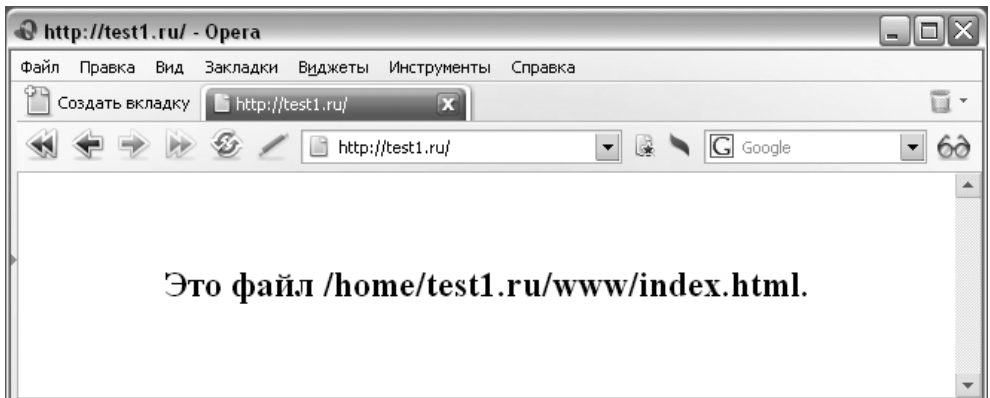 http://test1.ru/ - Opera
Файл Правка Вид Закладки Виджеты Инструменты Справка
Создать вкладку http://test1.ru/
http://test1.ru/ G Google
Это файл /home/test1.ru/www/index.html.